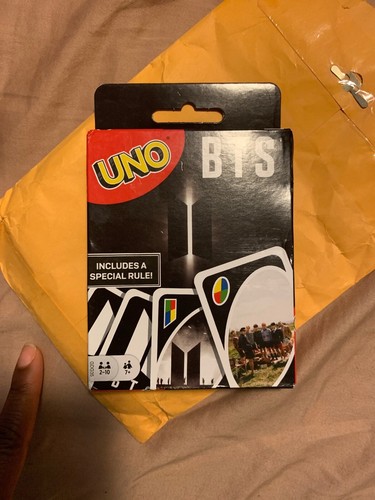 UNO
BTS
INCLUDES A
SPECIAL RULE!
2-10
7+